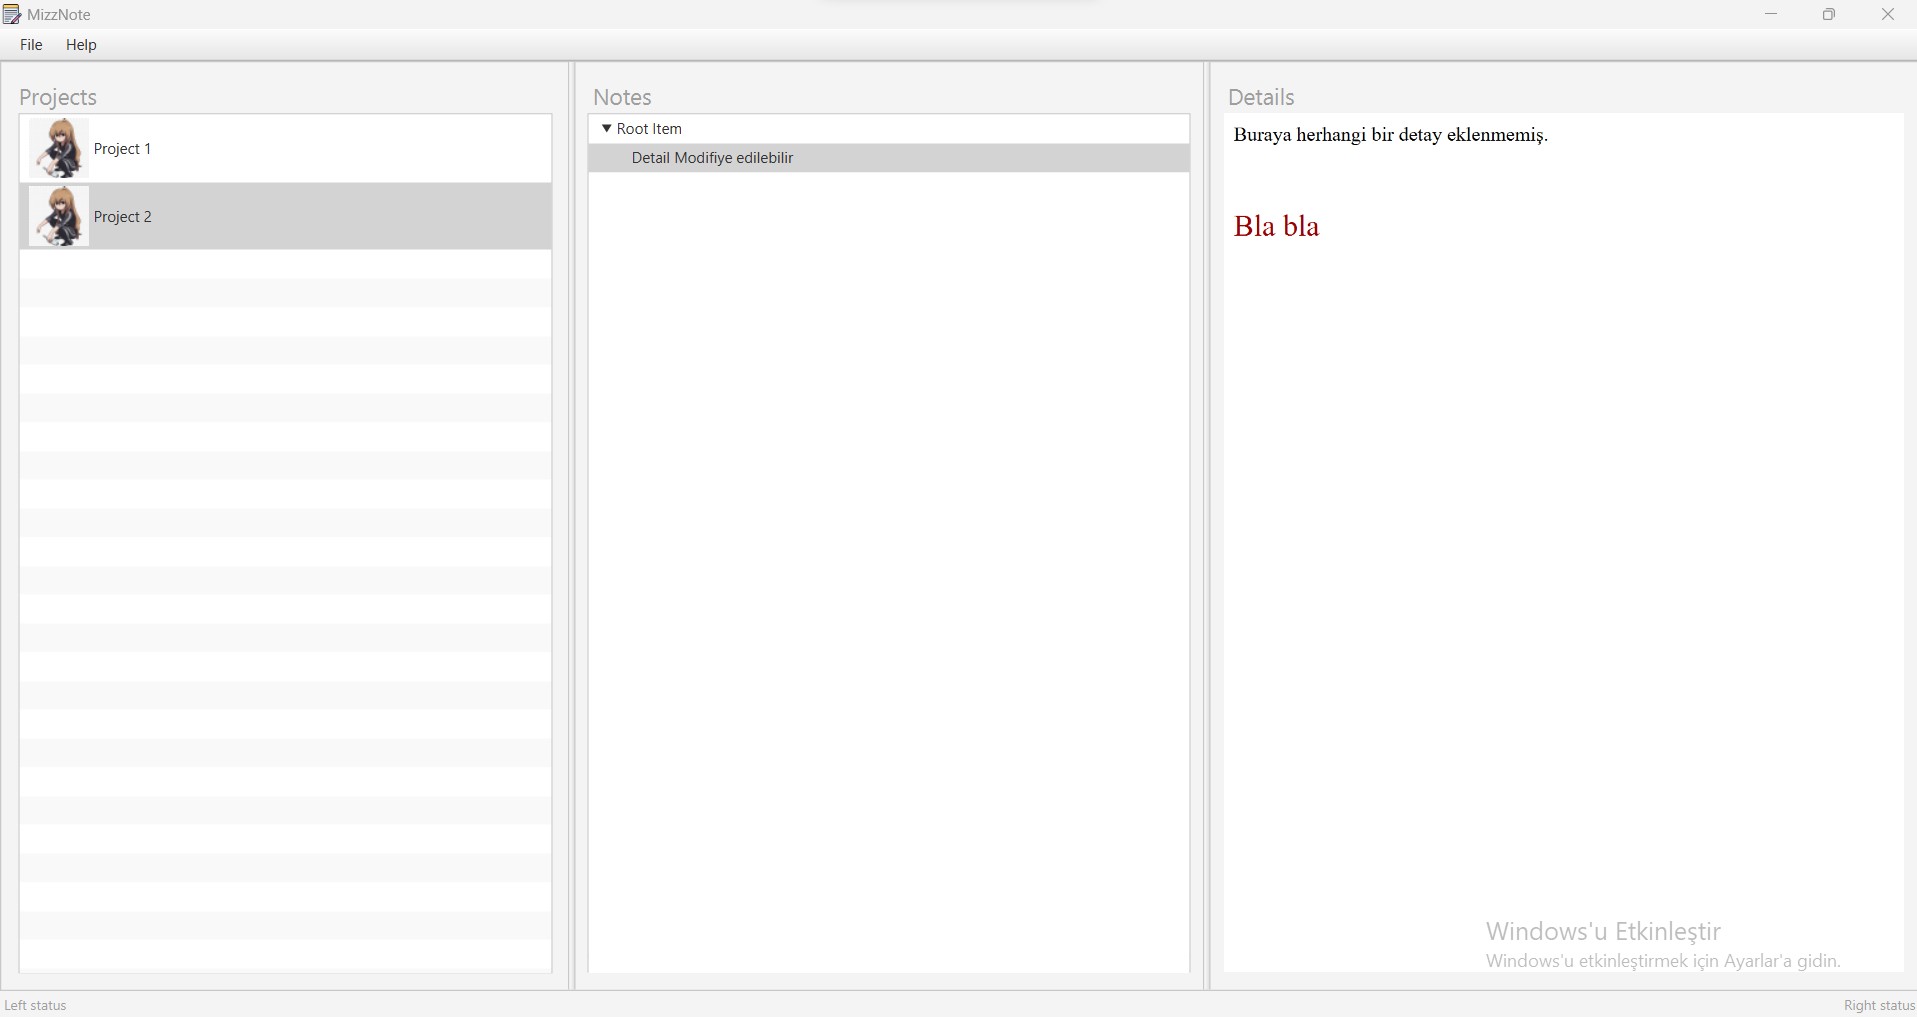 MizzNote
File Help
Projects
Project 1
Project 2
Notes
Root Item
Detail Modifiye edilebilir
Details
Buraya herhangi bir detay eklenmemiş.
Bla bla
Windows'u Etkinleştir
Windows'u etkinleştirmek için Ayarlar'a gidin.
Left status
Right status